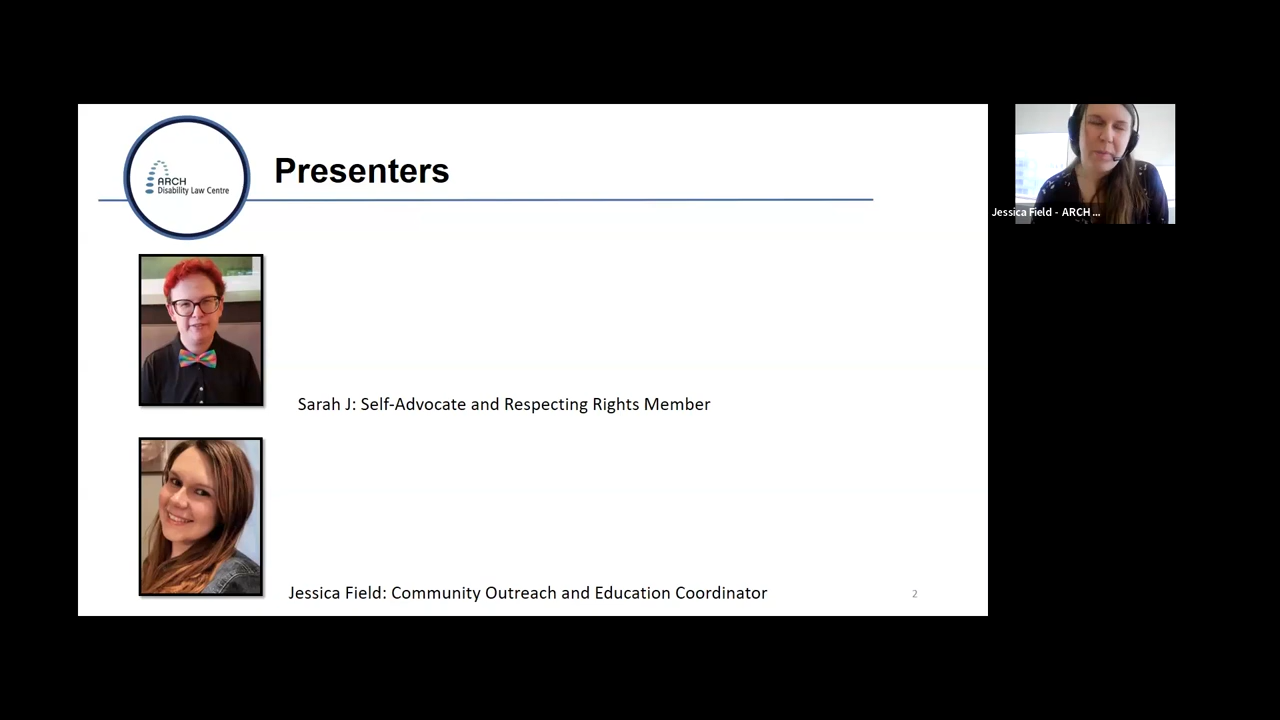 Presenters
ARCH
Disability Law Centre
Jessica Field - ARCH ...
Sarah J: Self-Advocate and Respecting Rights Member
Jessica Field: Community Outreach and Education Coordinator
2